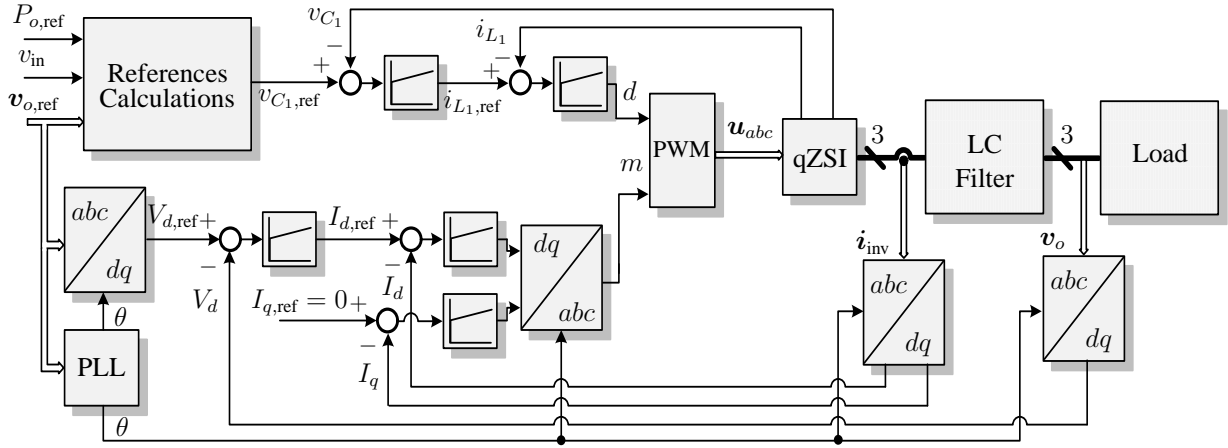 P_{o,ref}
v_{in}
v_{o,ref}
References
Calculations
v_{C_1}
−
+
v_{C_1,ref}
i_{L_1}
−
+
i_{L_1,ref}
d
m
PWM
u_{abc}
qZSI
3
LC
Filter
3
Load
abc
dq
V_{d,ref}
+
−
V_d
I_{d,ref}
+
−
I_d
I_{q,ref} = 0
+
−
I_q
dq
abc
i_{inv}
abc
dq
v_o
abc
dq
θ
PLL
θ